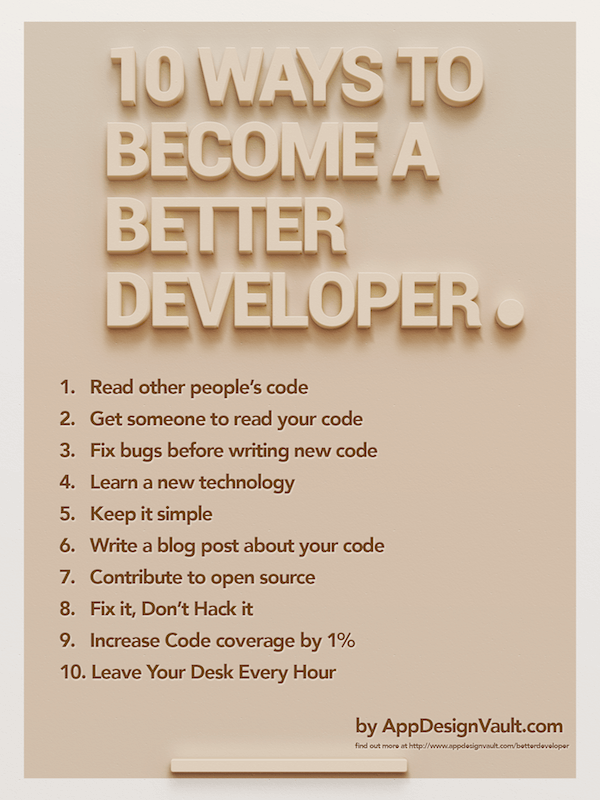 10 WAYS TO
BECOME A
BETTER
DEVELOPER.
1. Read other people's code
2. Get someone to read your code
3. Fix bugs before writing new code
4. Learn a new technology
5. Keep it simple
6. Write a blog post about your code
7. Contribute to open source
8. Fix it, Don't Hack it
9. Increase Code coverage by 1%
10. Leave Your Desk Every Hour
by AppDesignVault.com
find out more at http://www.appdesignvault.com/betterdeveloper